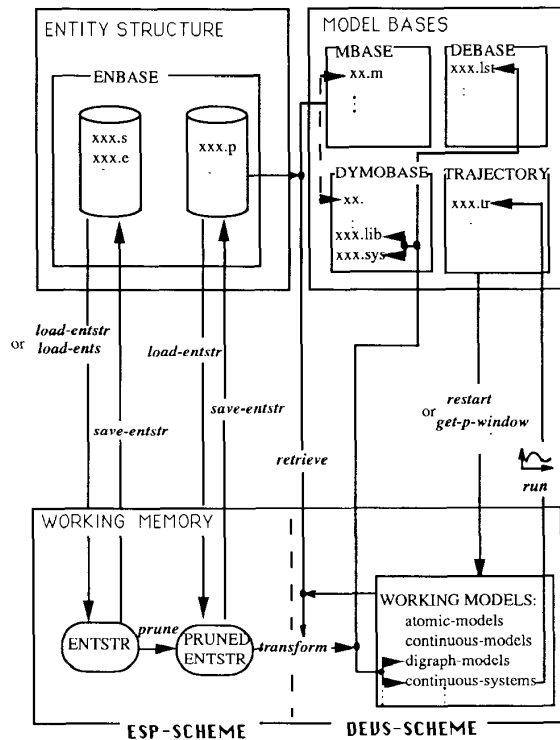 ENTITY STRUCTURE
ENBASE
xxx.s
xxx.e
xxx.p
MODEL BASES
MBASE
xx.m
DEBASE
xxx.lst
DYMOBASE
xx.
xxx.lib
xxx.sys
TRAJECTORY
xxx.tr
or load-entstr
load-ents
save-entstr
load-entstr
save-entstr
retrieve
restart
or get-p-window
run
WORKING MEMORY
ENTSTR
prune
PRUNED
ENTSTR
transform
WORKING MODELS:
atomic-models
continuous-models
digraph-models
continuous-systems
ESP-SCHEME
DEVS-SCHEME